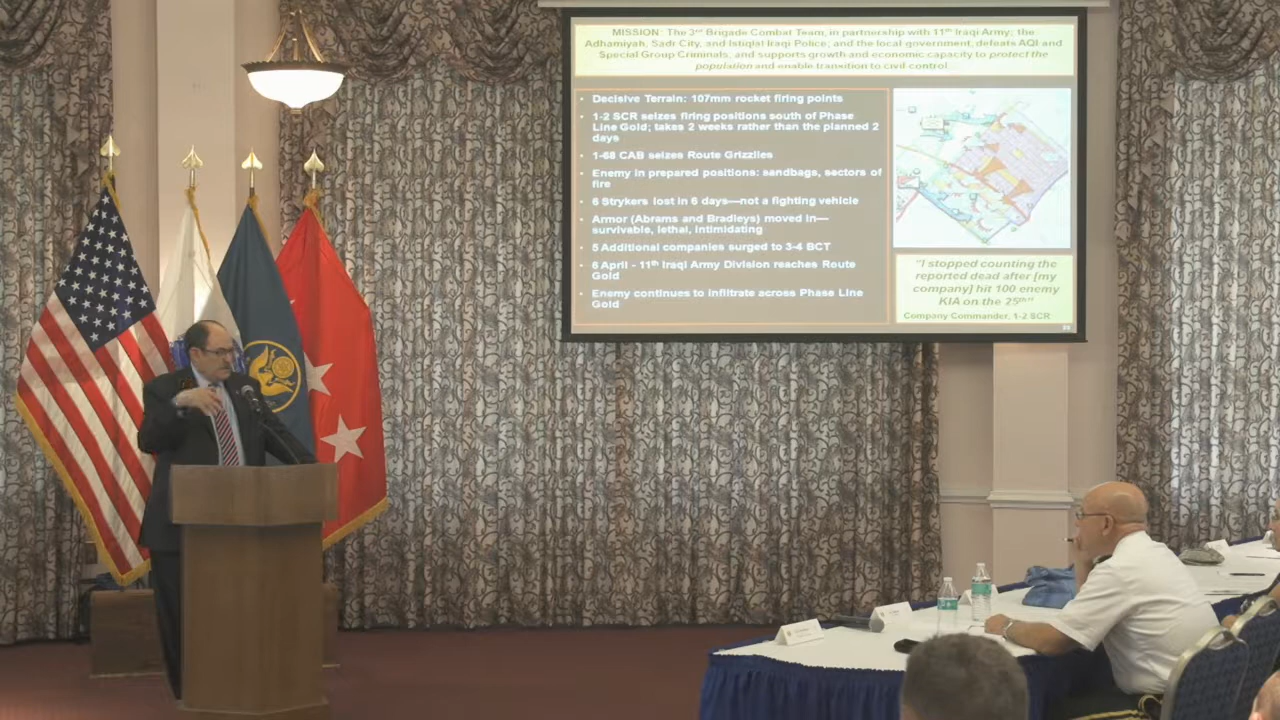 MISSION: The 3rd Brigade Combat Team, in partnership with 11th Iraqi Army; the
Adhamiyah, Sadr City, and Istiqlal Iraqi Police; and the local government, defeats AQI and
Special Group Criminals, and supports growth and economic capacity to protect the
population and enable transition to civil control.
• Decisive Terrain: 107mm rocket firing points
• 1-2 SCR seizes firing positions south of Phase
Line Gold; takes 2 weeks rather than the planned 2
days
• 1-68 CAB seizes Route Grizzlies
• Enemy in prepared positions: sandbags, sectors of
fire
• 6 Strykers lost in 6 days—not a fighting vehicle
• Armor (Abrams and Bradleys) moved in—
survivable, lethal, intimidating
• 5 Additional companies surged to 3-4 BCT
• 6 April - 11th Iraqi Army Division reaches Route
Gold
• Enemy continues to infiltrate across Phase Line
Gold
"I stopped counting the
reported dead after [my
company] hit 100 enemy
KIA on the 25th"
Company Commander, 1-2 SCR